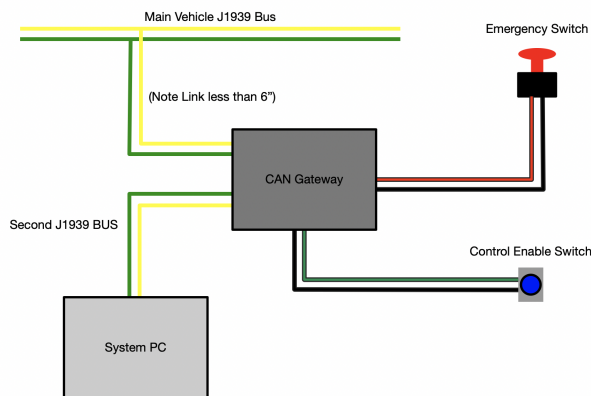 Main Vehicle J1939 Bus
Emergency Switch
(Note Link less than 6”)
CAN Gateway
Second J1939 BUS
Control Enable Switch
System PC